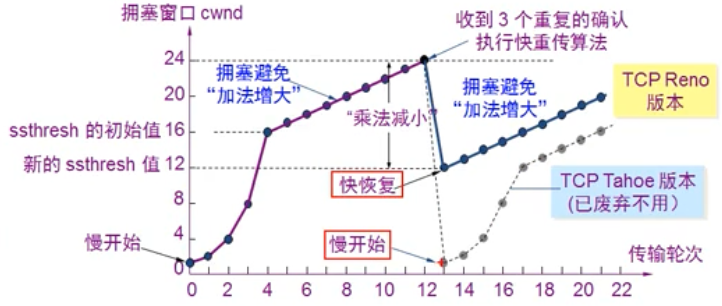 拥塞窗口 cwnd
收到 3 个重复的确认
执行快重传算法
24
拥塞避免
“加法增大”
拥塞避免
“加法增大”
TCP Reno
版本
20
“乘法减小
ssthresh 的初始值 16
新的 ssthresh 值 12
快恢复
TCP Tahoe 版本
(已废弃不用）
8
慢开始
4
慢开始
传输轮次
0
0 2 4 6 8 10 12 14 16 18 20 22